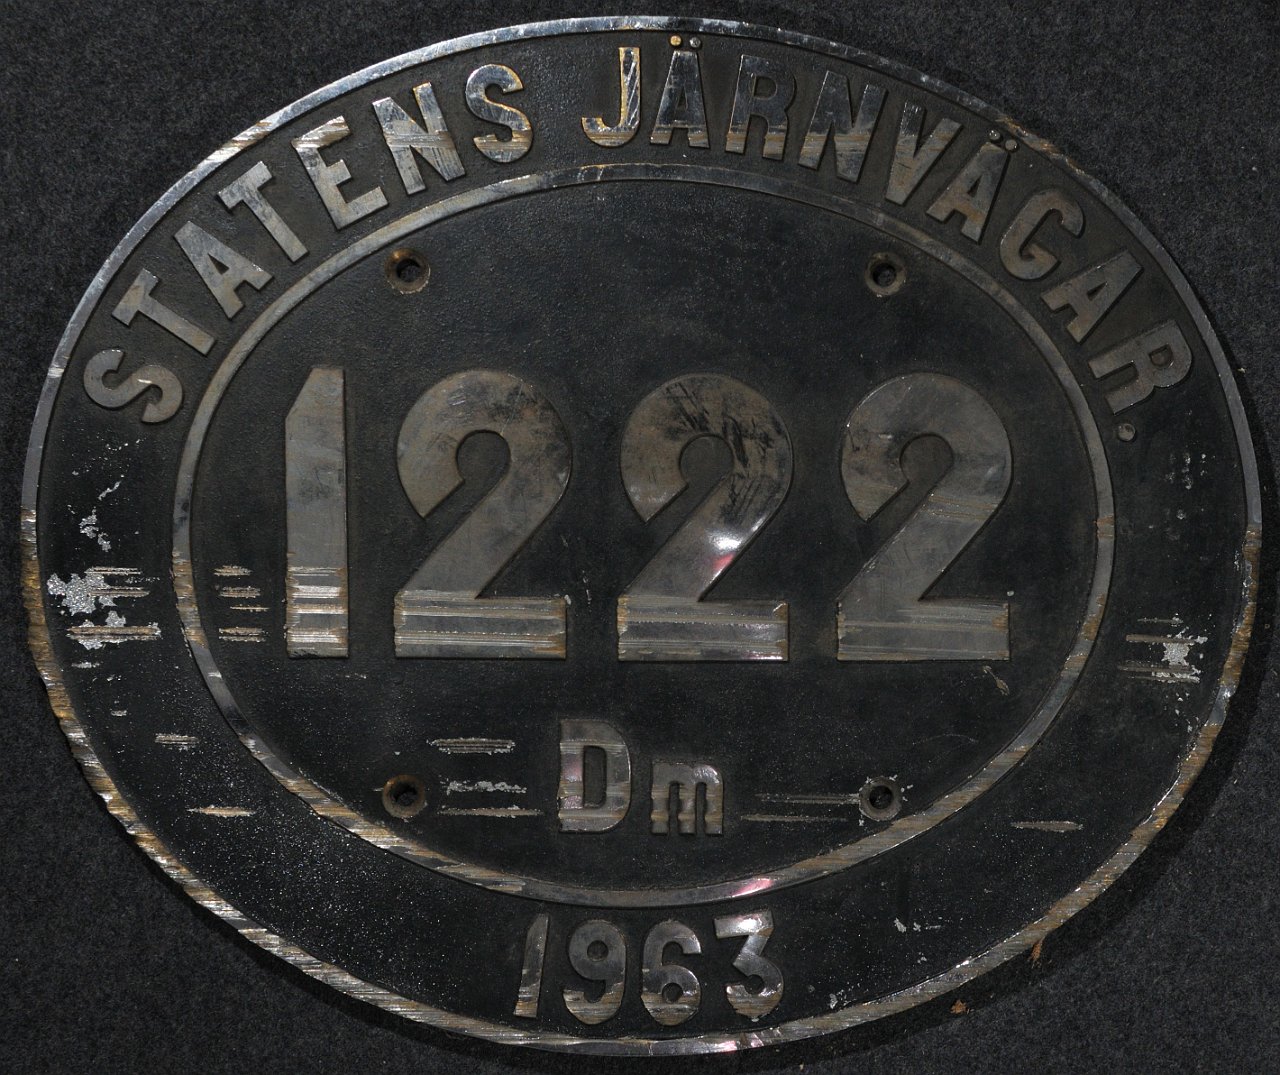 STATENS JÄRNVÄGAR.
1222
Dm
1963